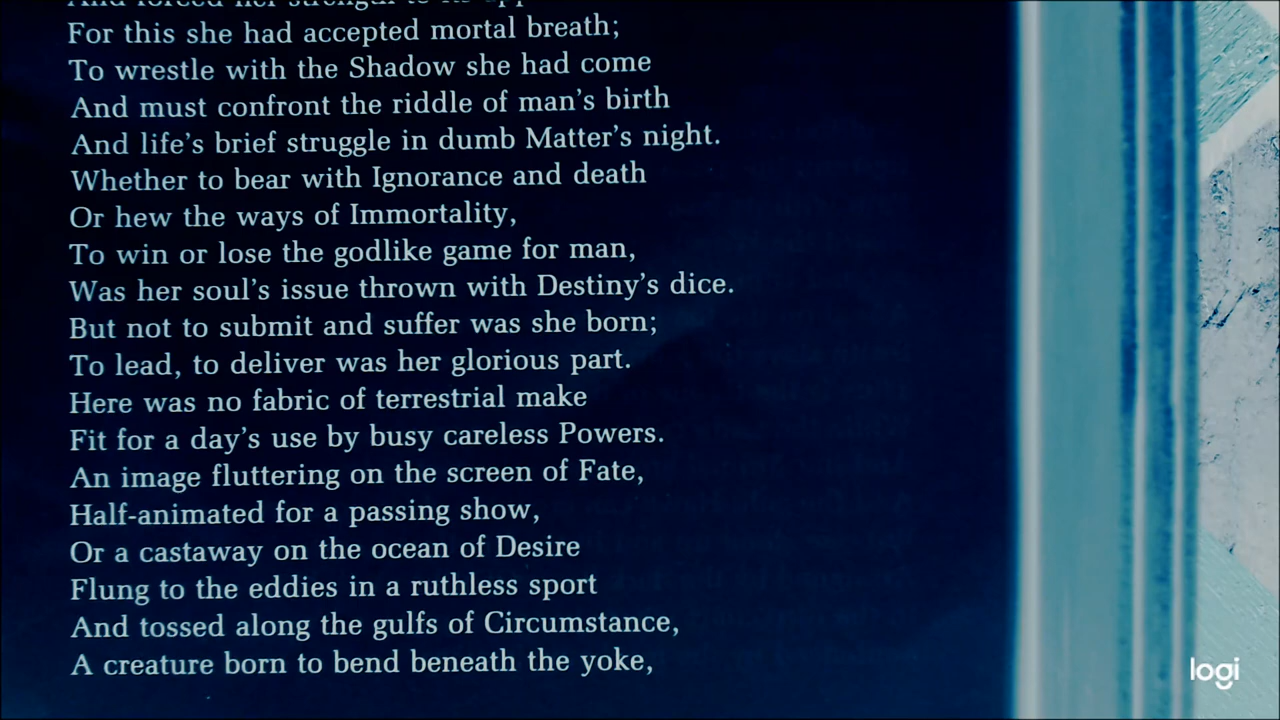 And forced her strength to its app
For this she had accepted mortal breath;
To wrestle with the Shadow she had come
And must confront the riddle of man's birth
And life's brief struggle in dumb Matter's night.
Whether to bear with Ignorance and death
Or hew the ways of Immortality,
To win or lose the godlike game for man,
Was her soul's issue thrown with Destiny's dice.
But not to submit and suffer was she born;
To lead, to deliver was her glorious part.
Here was no fabric of terrestrial make
Fit for a day's use by busy careless Powers.
An image fluttering on the screen of Fate,
Half-animated for a passing show,
Or a castaway on the ocean of Desire
Flung to the eddies in a ruthless sport
And tossed along the gulfs of Circumstance,
A creature born to bend beneath the yoke,
logi